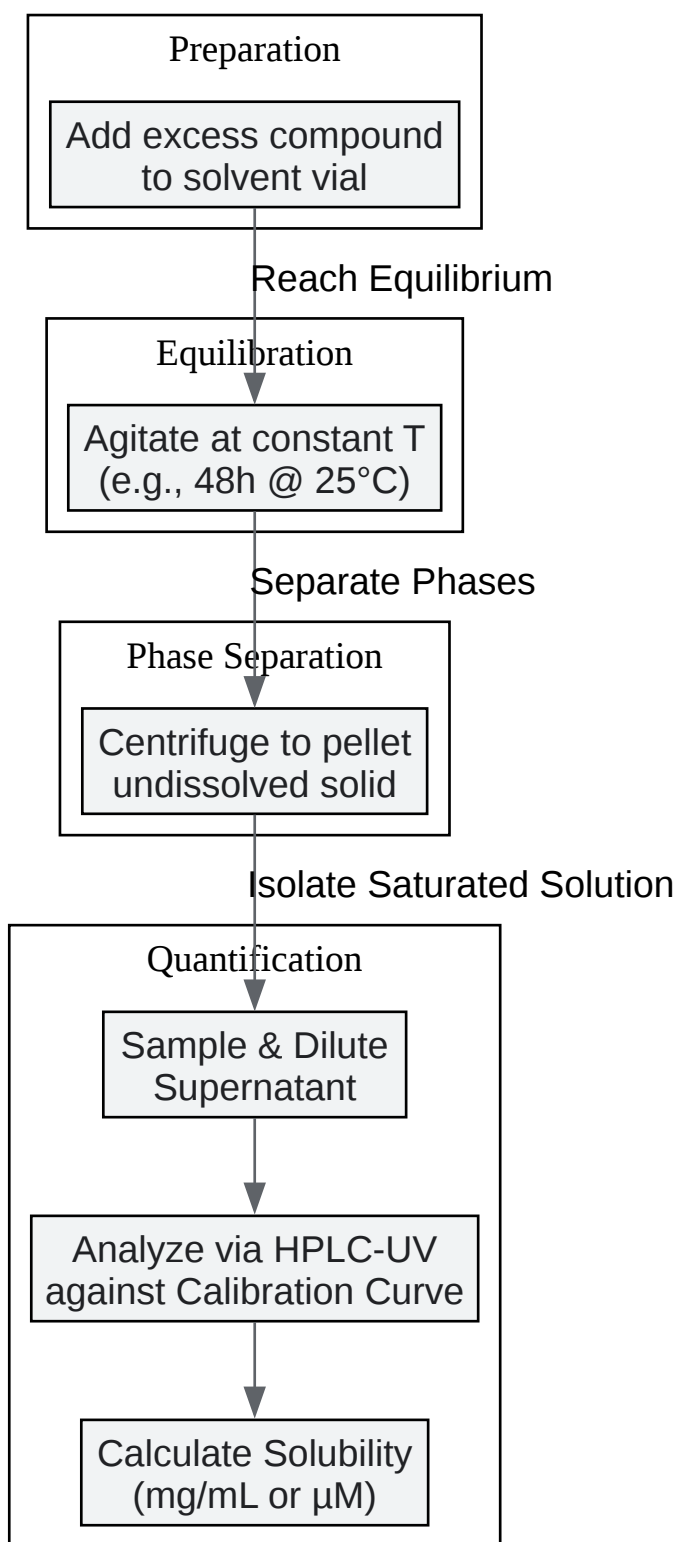 Preparation
Add excess compound
to solvent vial
Reach Equilibrium
Equilibration
Agitate at constant T
(e.g., 48h @ 25°C)
Separate Phases
Phase Separation
Centrifuge to pellet
undissolved solid
Isolate Saturated Solution
Quantification
Sample & Dilute
Supernatant
Analyze via HPLC-UV
against Calibration Curve
Calculate Solubility
(mg/mL or µM)